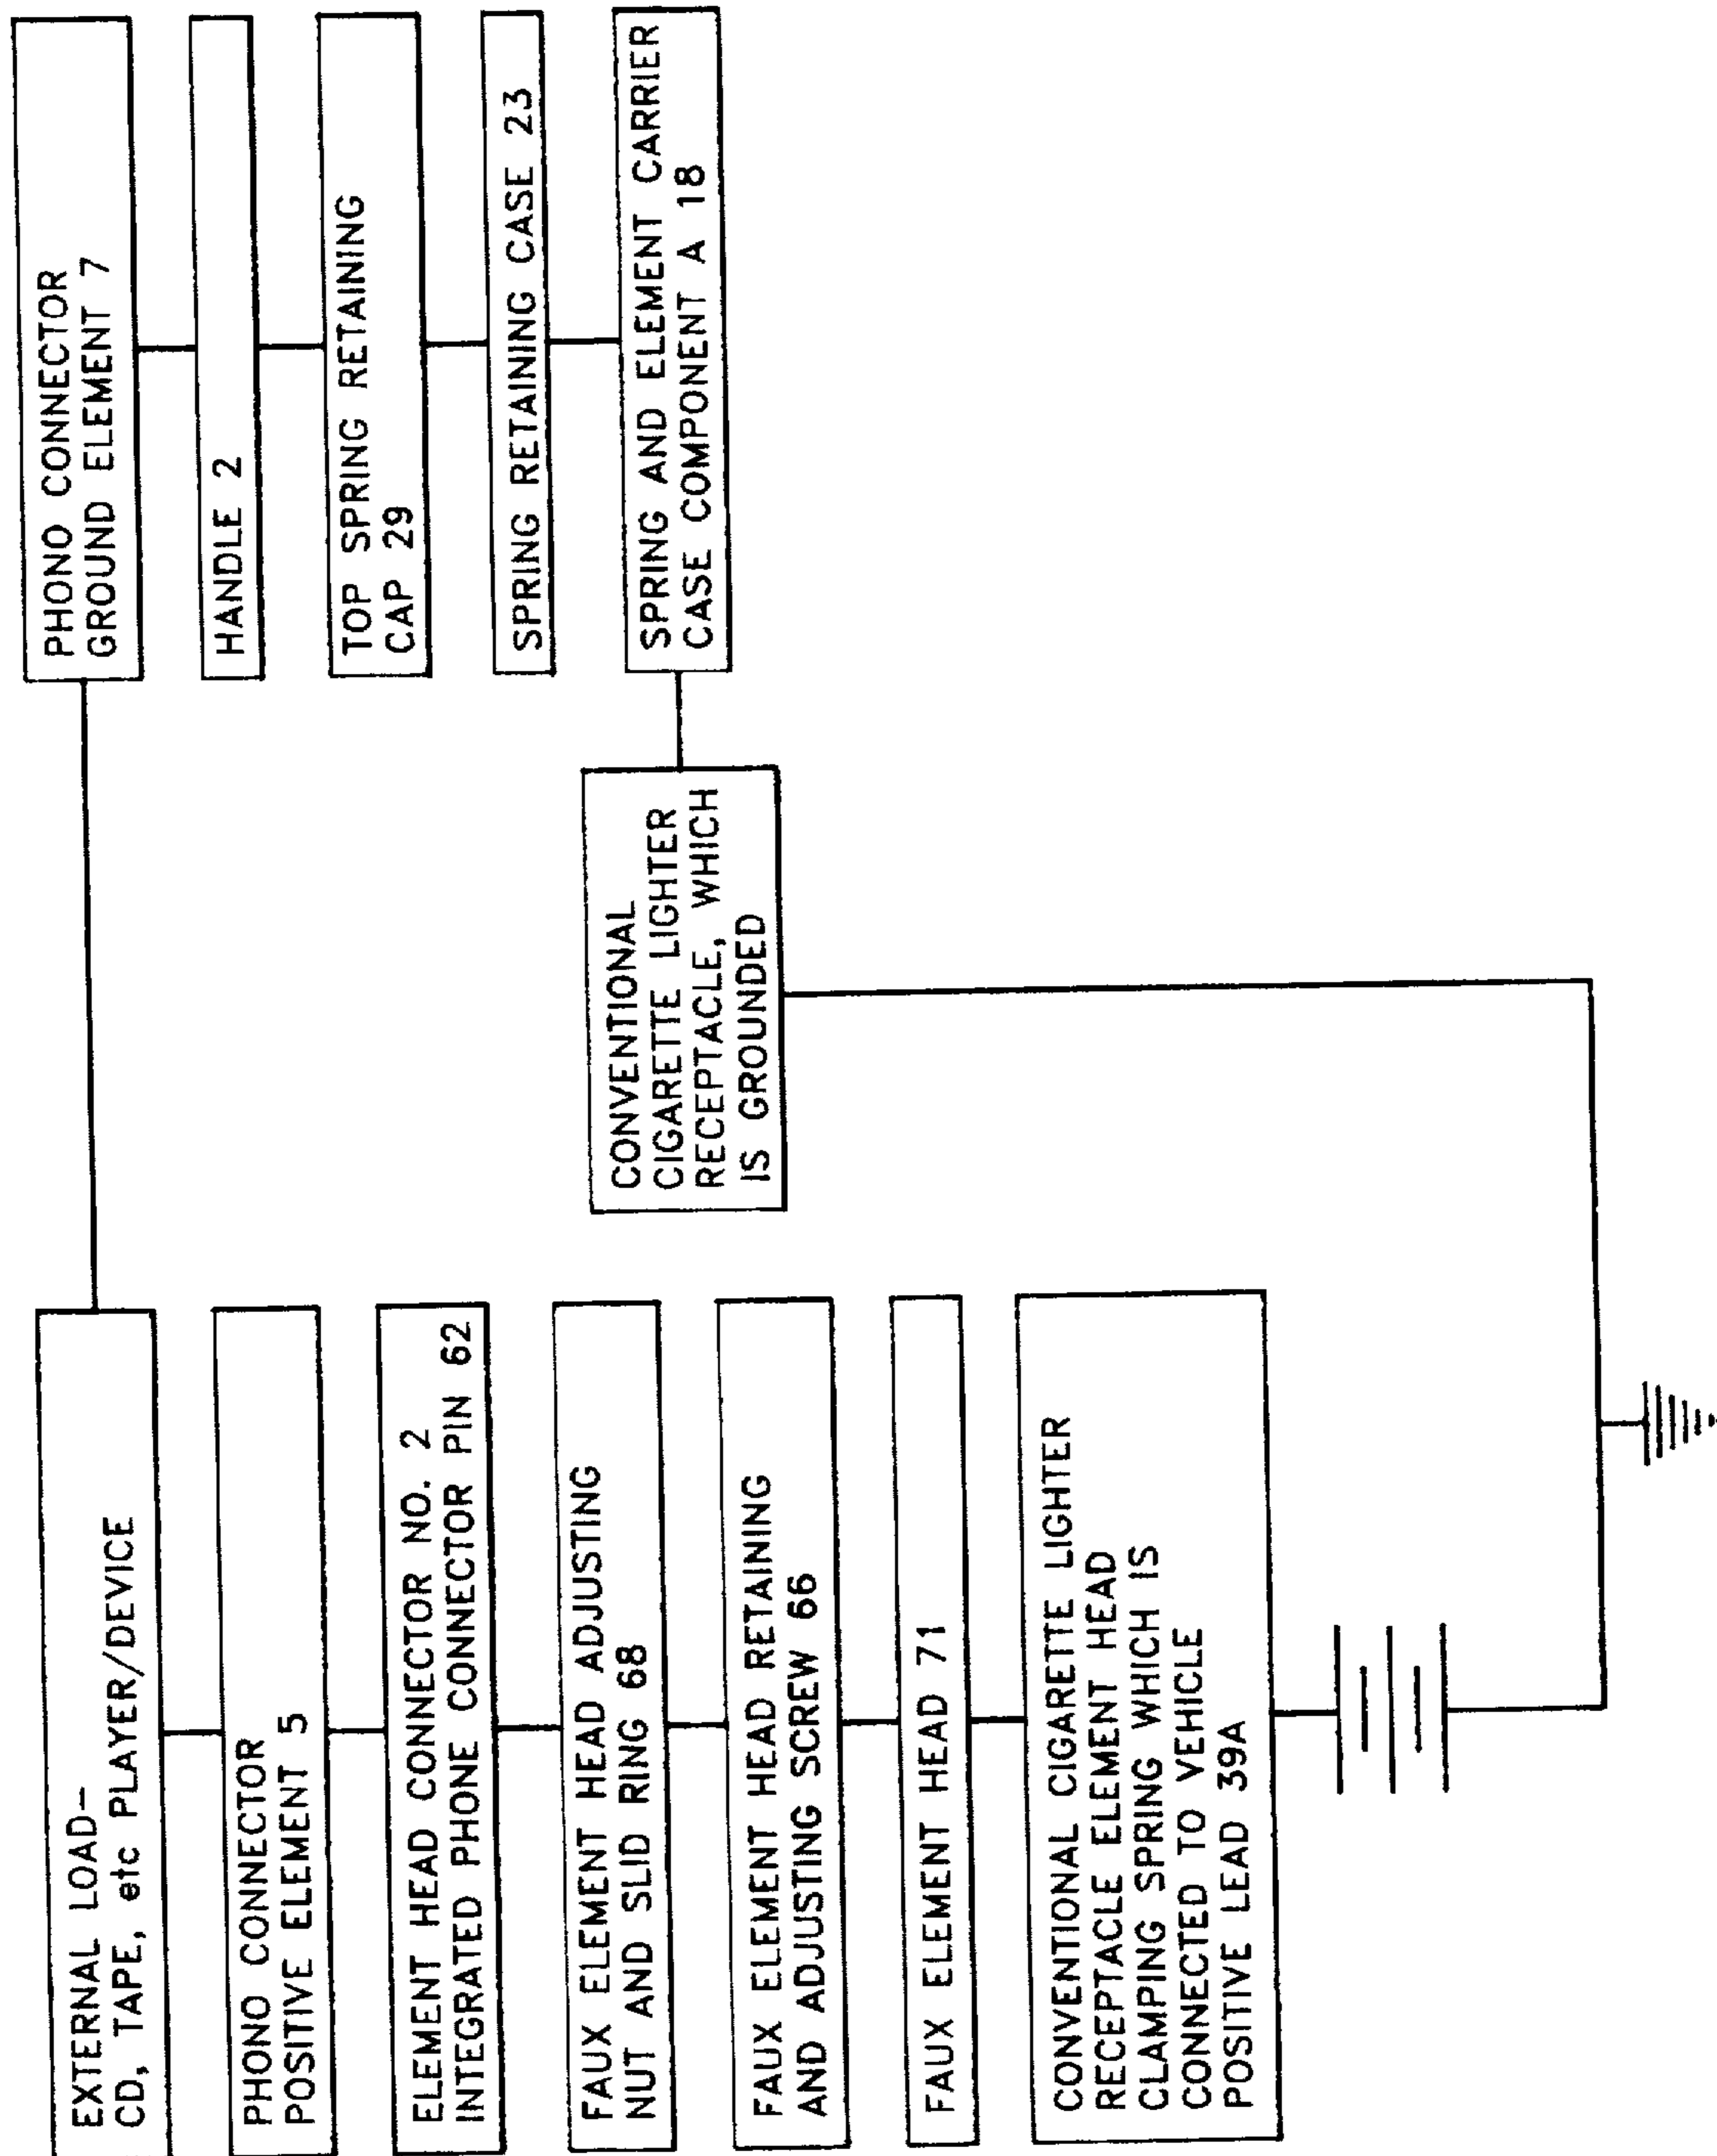 EXTERNAL LOAD-
CD, TAPE, etc PLAYER/DEVICE
PHONO CONNECTOR
POSITIVE ELEMENT 5
ELEMENT HEAD CONNECTOR NO. 2
INTEGRATED PHONE CONNECTOR PIN 62
FAUX ELEMENT HEAD ADJUSTING
NUT AND SLID RING 68
FAUX ELEMENT HEAD RETAINING
AND ADJUSTING SCREW 66
FAUX ELEMENT HEAD 71
CONVENTIONAL CIGARETTE LIGHTER
RECEPTACLE ELEMENT HEAD
CLAMPING SPRING WHICH IS
CONNECTED TO VEHICLE
POSITIVE LEAD 39A
PHONO CONNECTOR
GROUND ELEMENT 7
HANDLE 2
TOP SPRING RETAINING
CAP 29
SPRING RETAINING CASE 23
SPRING AND ELEMENT CARRIER
CASE COMPONENT A 18
CONVENTIONAL
CIGARETTE LIGHTER
RECEPTACLE, WHICH
IS GROUNDED